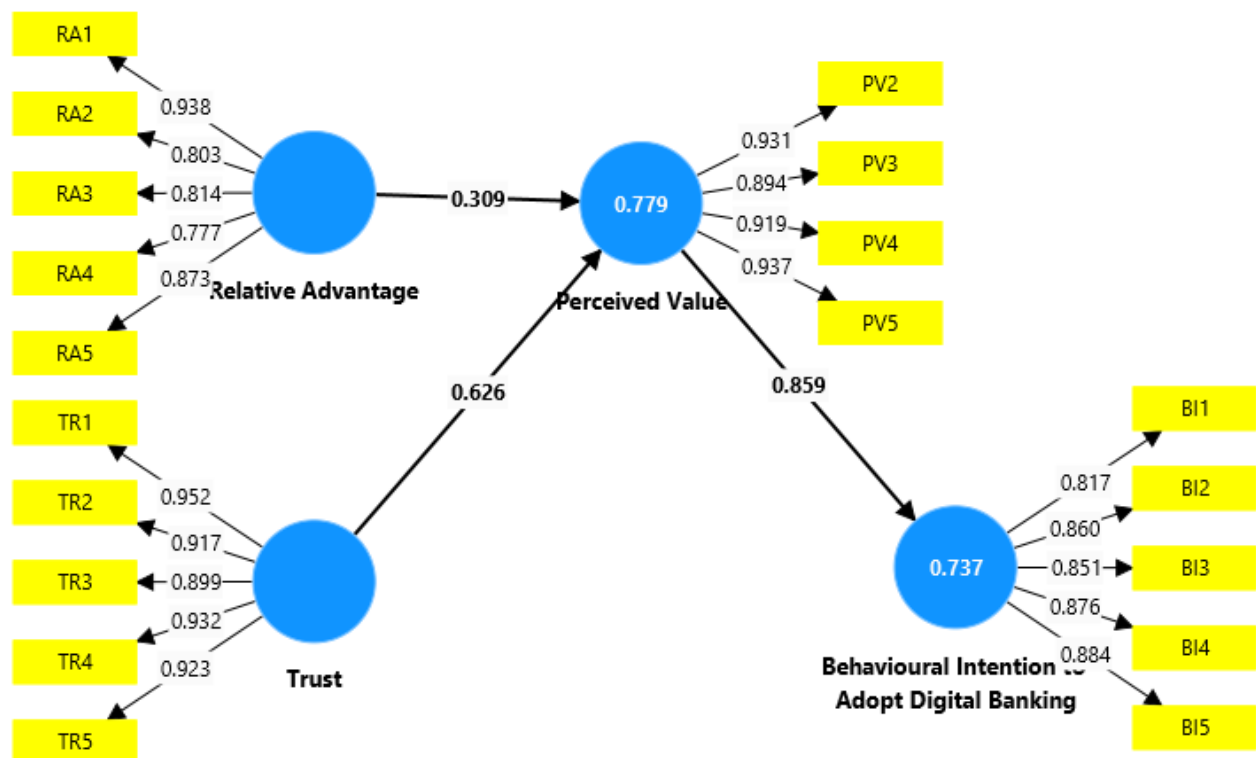 RA1
RA2
RA3
RA4
RA5
0.938
0.803
0.814
0.777
0.873
Relative Advantage
0.309
0.779
Perceived Value
PV2
PV3
PV4
PV5
0.931
0.894
0.919
0.937
TR1
TR2
TR3
TR4
TR5
0.952
0.917
0.899
0.932
0.923
Trust
0.626
0.859
0.737
Behavioural Intention to
Adopt Digital Banking
BI1
BI2
BI3
BI4
BI5
0.817
0.860
0.851
0.876
0.884